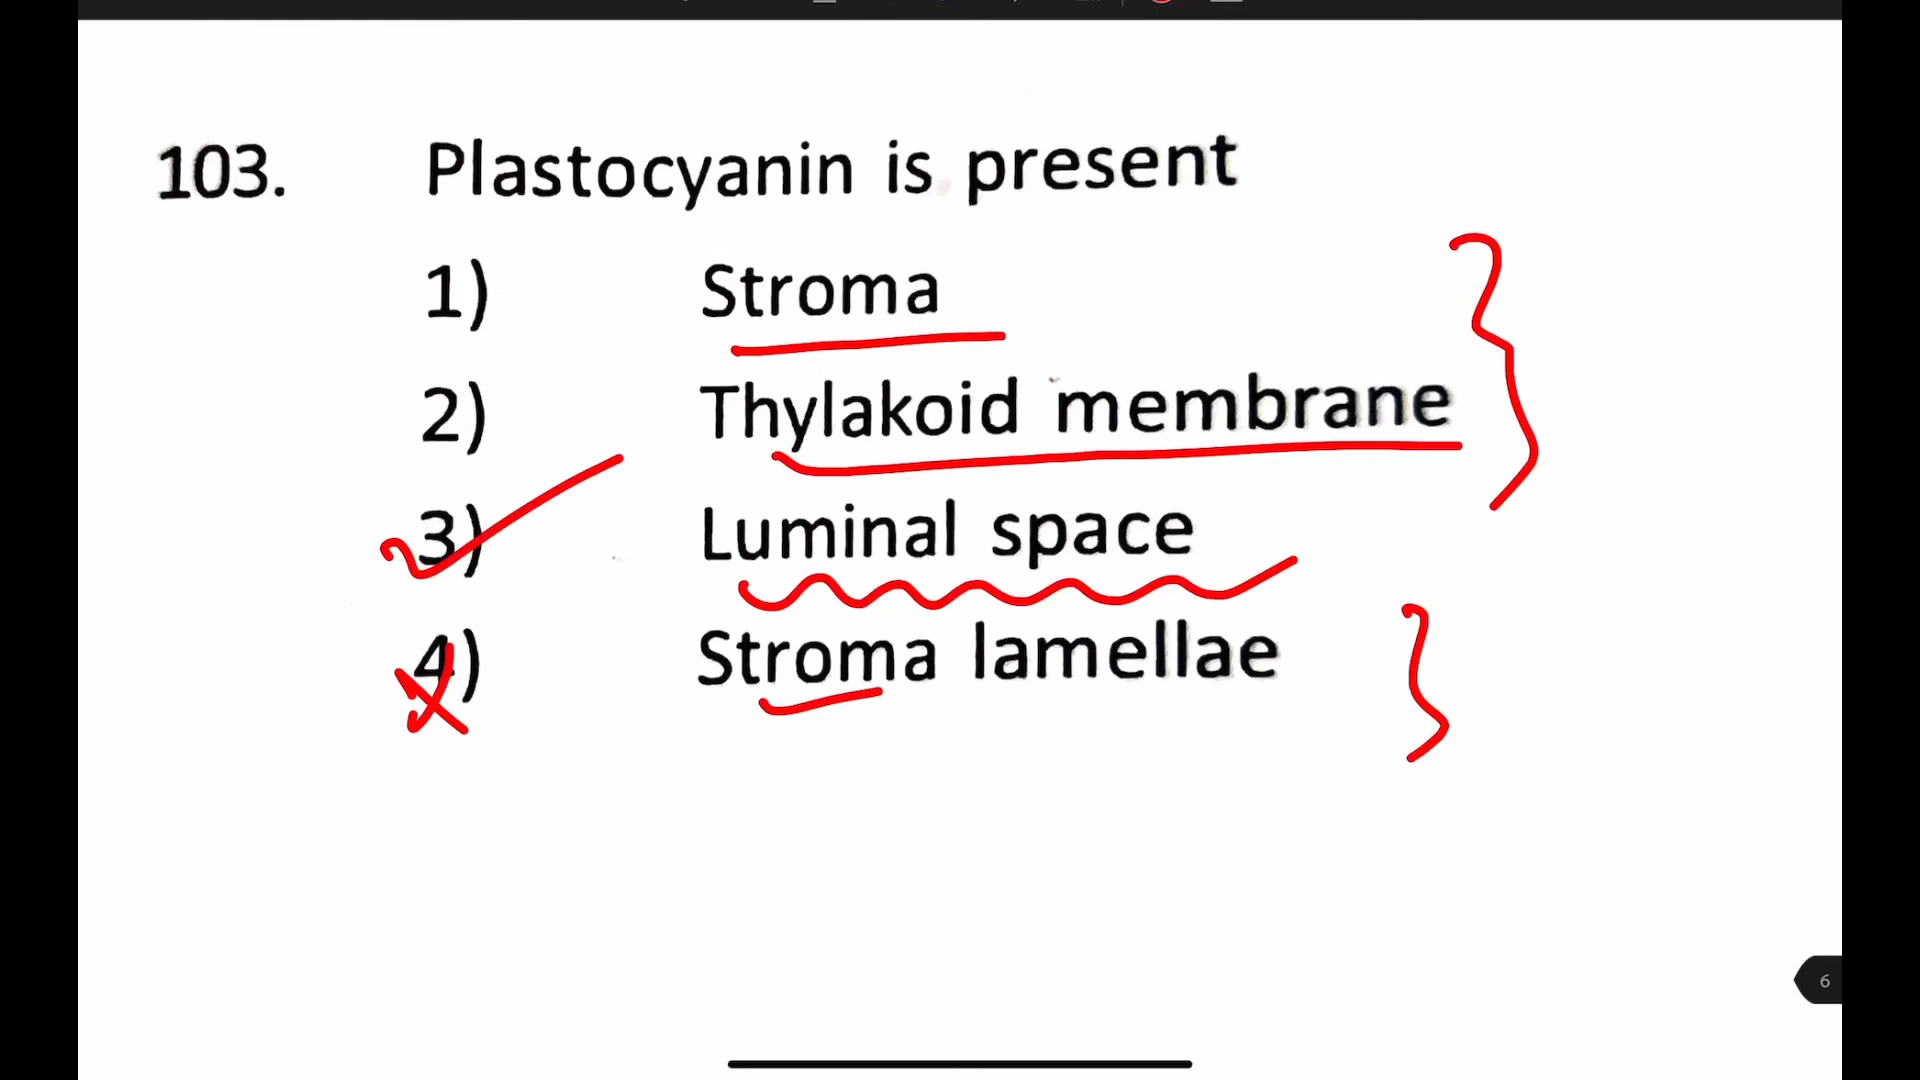 103. Plastocyanin is present
1) Stroma
2) Thylakoid membrane
3) Luminal space
4) Stroma lamellae
6